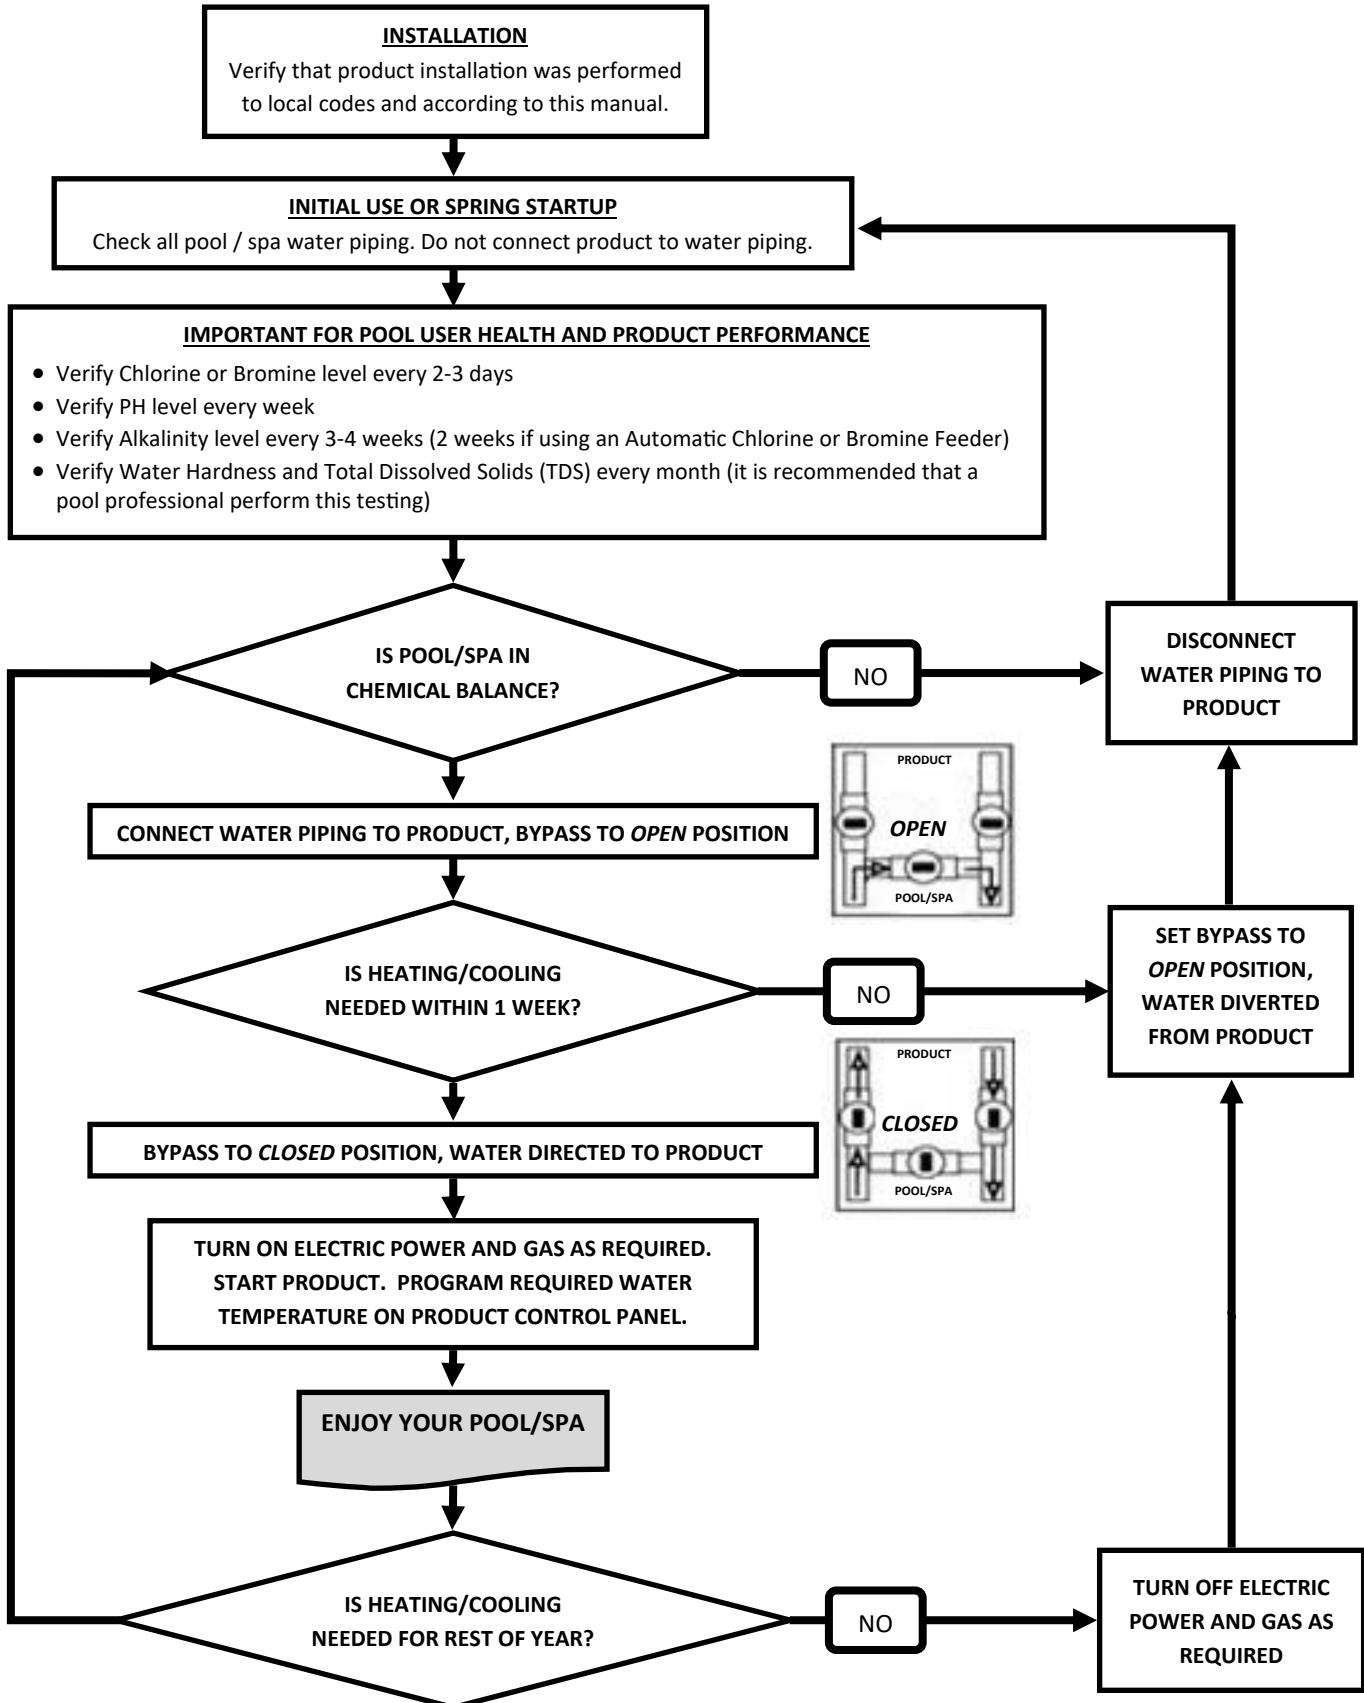 INSTALLATION
Verify that product installation was performed
to local codes and according to this manual.
INITIAL USE OR SPRING STARTUP
Check all pool / spa water piping. Do not connect product to water piping.
IMPORTANT FOR POOL USER HEALTH AND PRODUCT PERFORMANCE
• Verify Chlorine or Bromine level every 2-3 days
• Verify PH level every week
• Verify Alkalinity level every 3-4 weeks (2 weeks if using an Automatic Chlorine or Bromine Feeder)
• Verify Water Hardness and Total Dissolved Solids (TDS) every month (it is recommended that a
pool professional perform this testing)
IS POOL/SPA IN
CHEMICAL BALANCE?
NO
DISCONNECT
WATER PIPING TO
PRODUCT
CONNECT WATER PIPING TO PRODUCT, BYPASS TO OPEN POSITION
PRODUCT
OPEN
POOL/SPA
IS HEATING/COOLING
NEEDED WITHIN 1 WEEK?
NO
SET BYPASS TO
OPEN POSITION,
WATER DIVERTED
FROM PRODUCT
BYPASS TO CLOSED POSITION, WATER DIRECTED TO PRODUCT
PRODUCT
CLOSED
POOL/SPA
TURN ON ELECTRIC POWER AND GAS AS REQUIRED.
START PRODUCT. PROGRAM REQUIRED WATER
TEMPERATURE ON PRODUCT CONTROL PANEL.
ENJOY YOUR POOL/SPA
IS HEATING/COOLING
NEEDED FOR REST OF YEAR?
NO
TURN OFF ELECTRIC
POWER AND GAS AS
REQUIRED